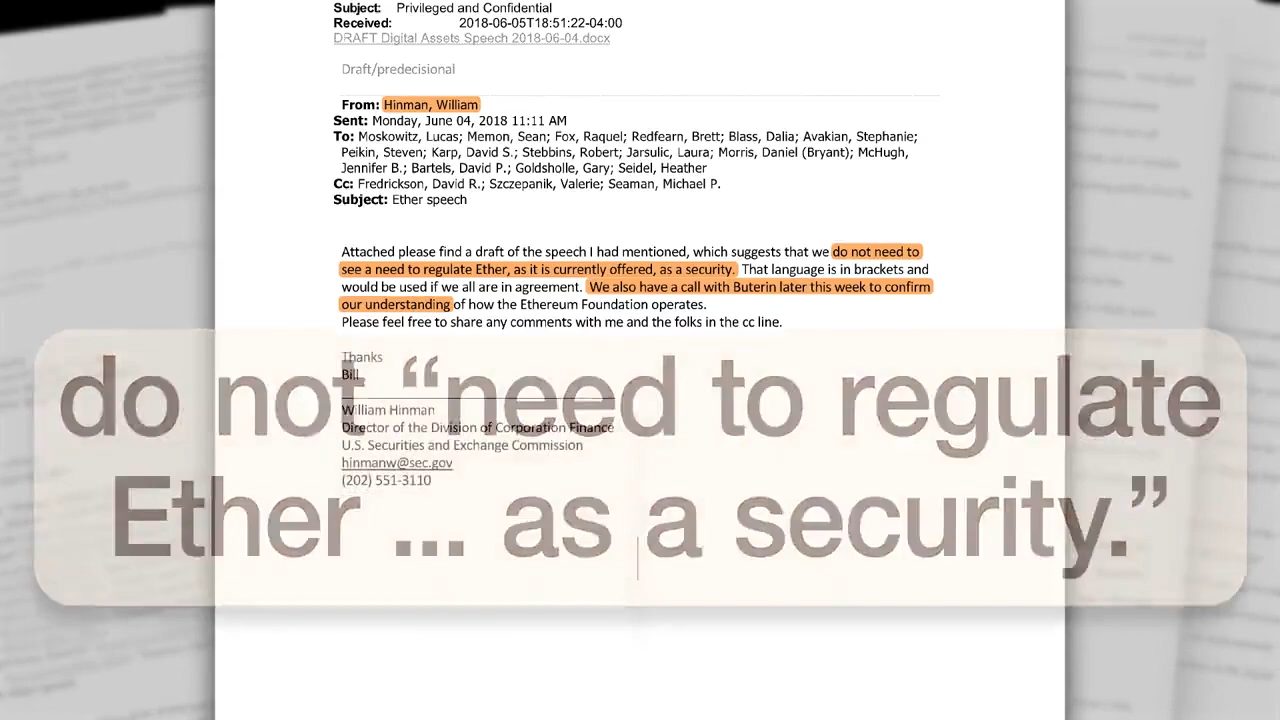 Subject: Privileged and Confidential
Received: 2018-06-05T18:51:22-04:00
DRAFT Digital Assets Speech 2018-06-04.docx
Draft/predecisional
From: Hinman, William
Sent: Monday, June 04, 2018 11:11 AM
To: Moskowitz, Lucas; Memon, Sean; Fox, Raquel; Redfearn, Brett; Blass, Dalia; Avakian, Stephanie;
Peikin, Steven; Karp, David S.; Stebbins, Robert; Jarsulic, Laura; Morris, Daniel (Bryant); McHugh,
Jennifer B.; Bartels, David P.; Goldsholle, Gary; Seidel, Heather
Cc: Fredrickson, David R.; Szczepanik, Valerie; Seaman, Michael P.
Subject: Ether speech
Attached please find a draft of the speech I had mentioned, which suggests that we do not need to
see a need to regulate Ether, as it is currently offered, as a security. That language is in brackets and
would be used if we all are in agreement. We also have a call with Buterin later this week to confirm
our understanding of how the Ethereum Foundation operates.
Please feel free to share any comments with me and the folks in the cc line.
Thanks
Bill
William Hinman
Director of the Division of Corporation Finance
U.S. Securities and Exchange Commission
hinmanw@sec.gov
(202) 551-3110
do not “need to regulate
Ether ... as a security.”